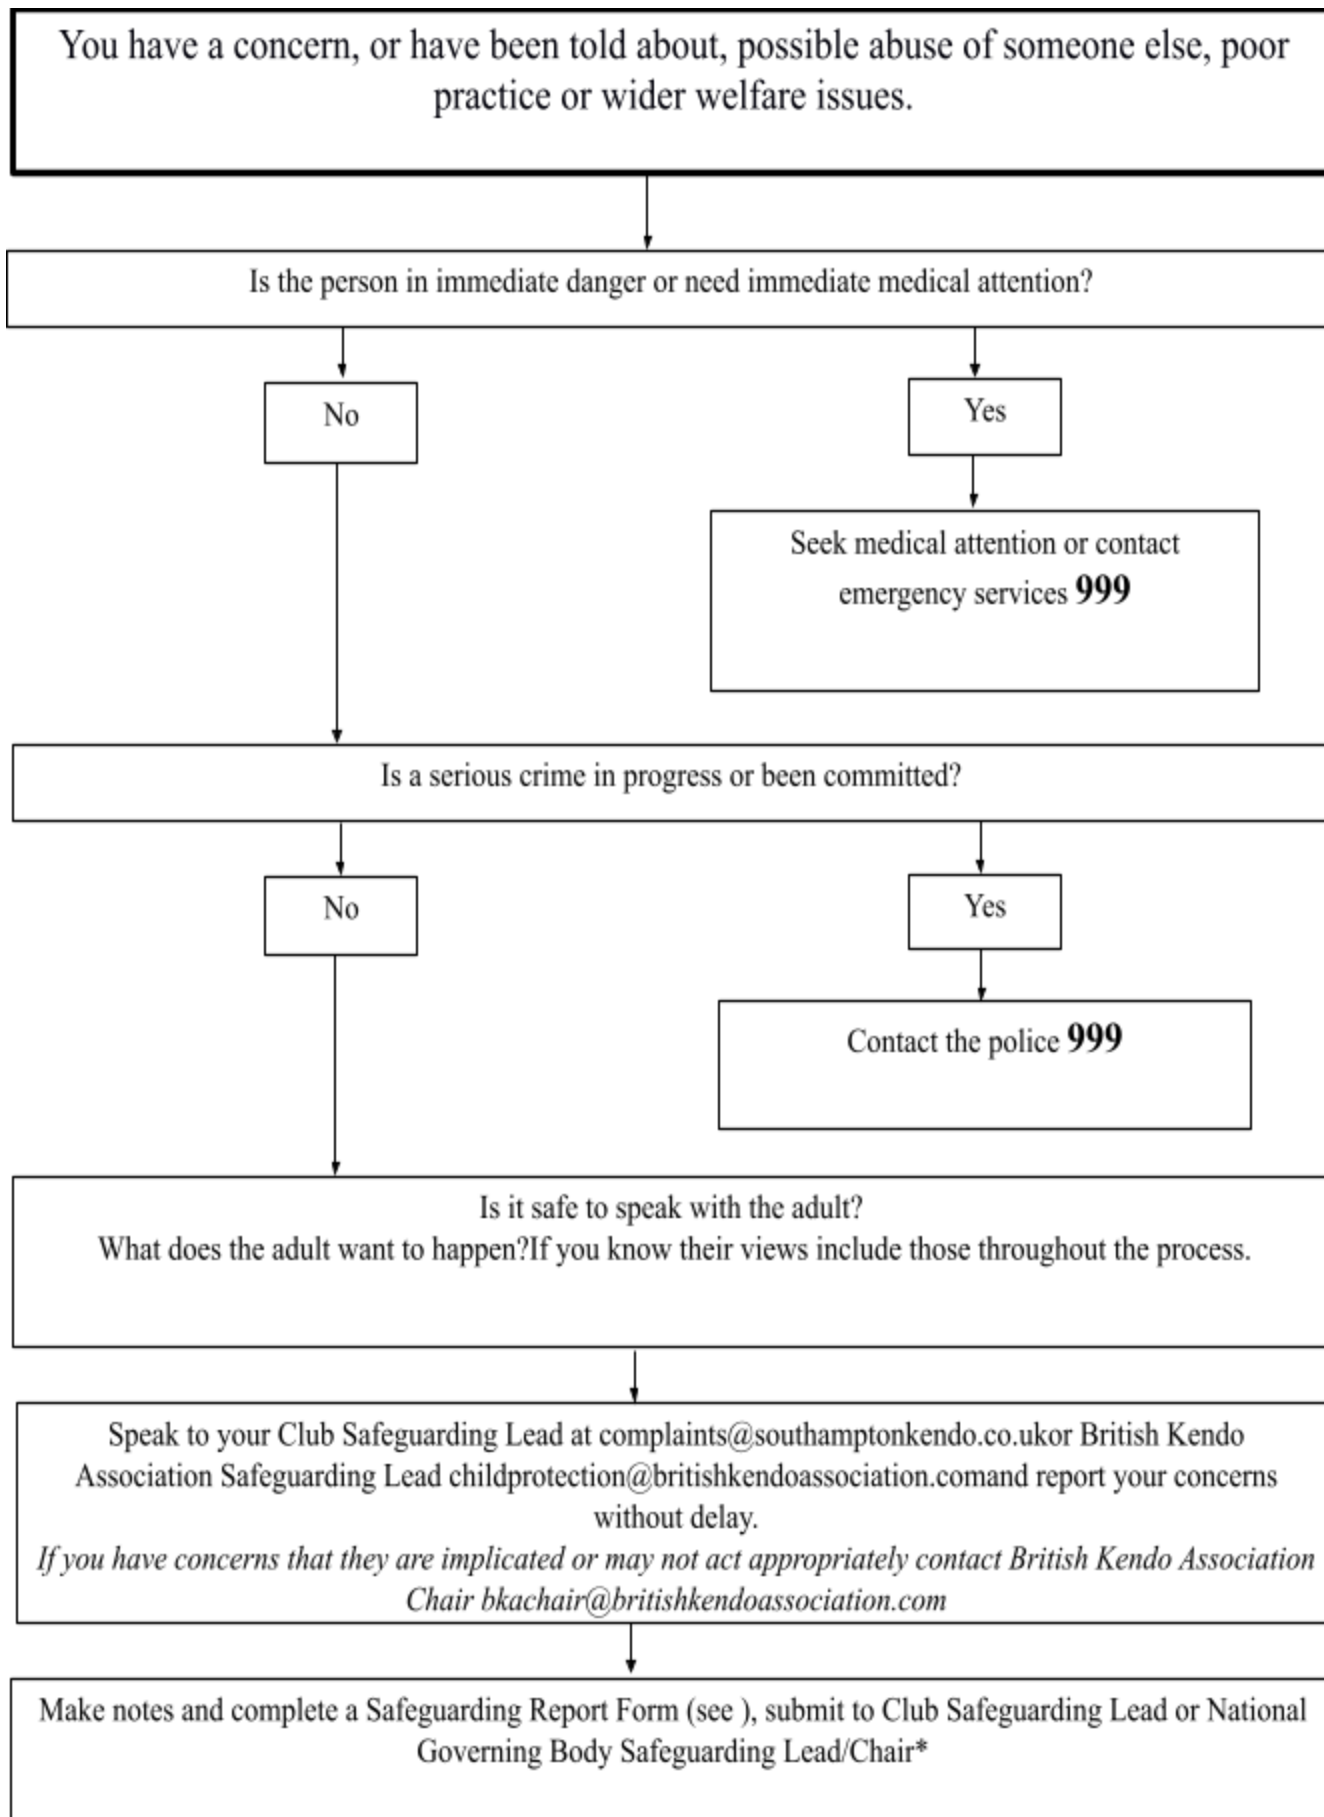 You have a concern, or have been told about, possible abuse of someone else, poor
practice or wider welfare issues.
Is the person in immediate danger or need immediate medical attention?
No
Yes
Seek medical attention or contact
emergency services 999
Is a serious crime in progress or been committed?
No
Yes
Contact the police 999
Is it safe to speak with the adult?
What does the adult want to happen?If you know their views include those throughout the process.
Speak to your Club Safeguarding Lead at complaints@southamptonkendo.co.ukor British Kendo
Association Safeguarding Lead childprotection@britishkendoassociation.comand report your concerns
without delay.
If you have concerns that they are implicated or may not act appropriately contact British Kendo Association
Chair bkachair@britishkendoassociation.com
Make notes and complete a Safeguarding Report Form (see ), submit to Club Safeguarding Lead or National
Governing Body Safeguarding Lead/Chair*